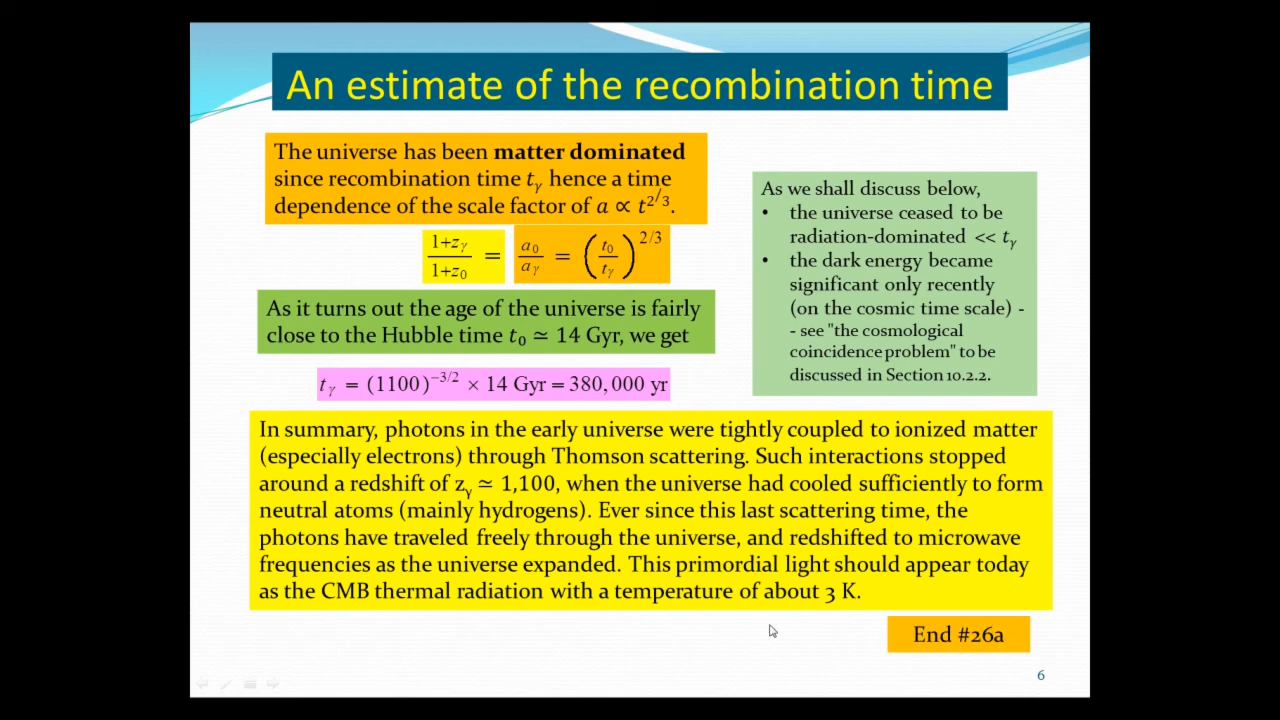 An estimate of the recombination time
The universe has been matter dominated
since recombination time tᵧ hence a time
dependence of the scale factor of a ∝ t^2/3.
(1+zᵧ)/(1+z₀) = a₀/aᵧ = (t₀/tᵧ)^2/3
As it turns out the age of the universe is fairly
close to the Hubble time t₀ ≃ 14 Gyr, we get
tᵧ = (1100)^−3/2 × 14 Gyr = 380,000 yr
As we shall discuss below,
• the universe ceased to be
radiation-dominated << tᵧ
• the dark energy became
significant only recently
(on the cosmic time scale) -
- see "the cosmological
coincidence problem" to be
discussed in Section 10.2.2.
In summary, photons in the early universe were tightly coupled to ionized matter
(especially electrons) through Thomson scattering. Such interactions stopped
around a redshift of zᵧ ≃ 1,100, when the universe had cooled sufficiently to form
neutral atoms (mainly hydrogens). Ever since this last scattering time, the
photons have traveled freely through the universe, and redshifted to microwave
frequencies as the universe expanded. This primordial light should appear today
as the CMB thermal radiation with a temperature of about 3 K.
End #26a
6